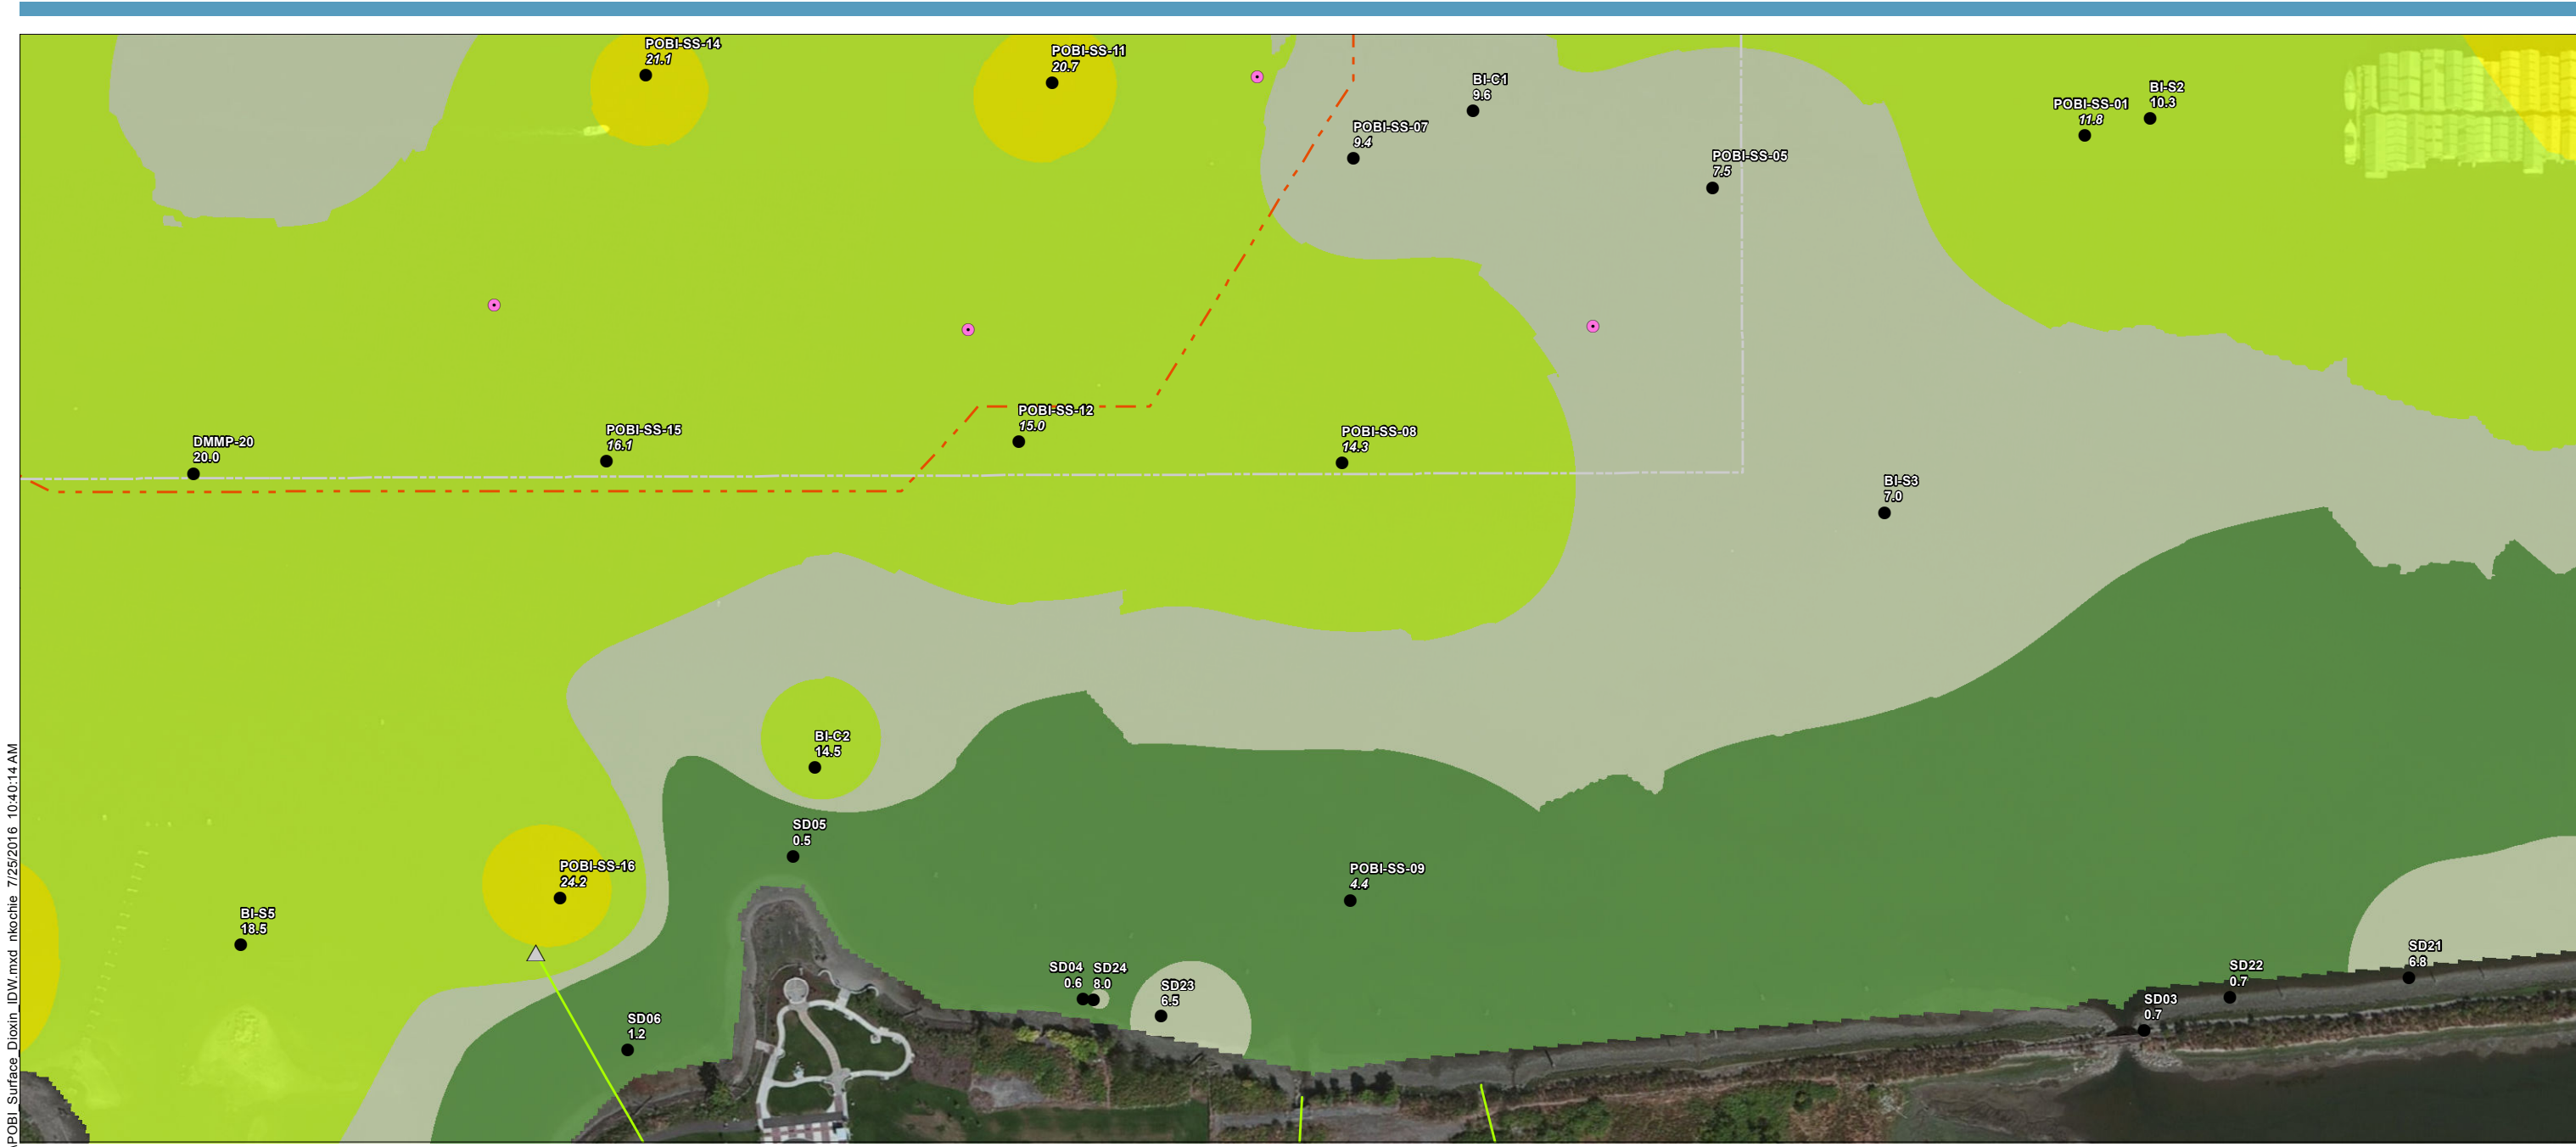 POBI-SS-14
21.1
POBI-SS-11
20.7
BI-C1
9.6
POBI-SS-07
9.4
POBI-SS-05
7.5
POBI-SS-01
11.8
BI-S2
10.3
DMMP-20
20.0
POBI-SS-15
16.1
POBI-SS-12
15.0
POBI-SS-08
14.3
BI-S3
7.0
BI-C2
14.5
SD05
0.5
POBI-SS-16
24.2
POBI-SS-09
4.4
BI-S5
18.5
SD04
0.6
SD24
8.0
SD23
6.5
SD06
1.2
SD21
6.8
SD22
0.7
SD03
0.7
\POBI_Surface_Dioxin_IDW.mxd nkochie 7/25/2016 10:40:14 AM